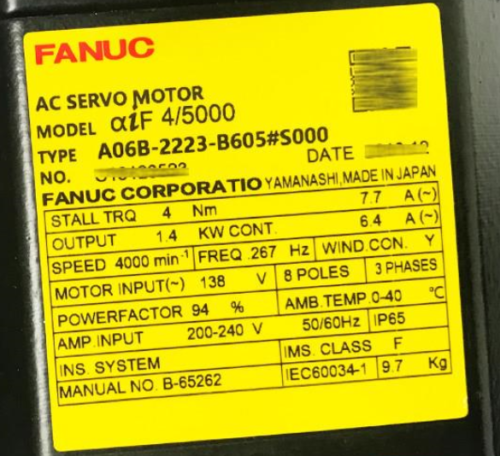 FANUC
AC SERVO MOTOR
MODEL αiF 4/5000
TYPE A06B-2223-B605#S000
NO. DATE
FANUC CORPORATIO YAMANASHI,MADE IN JAPAN
STALL TRQ 4 Nm 7.7 A(~)
OUTPUT 1.4 KW CONT. 6.4 A(~)
SPEED 4000 min⁻¹ FREQ .267 Hz WIND.CON. Y
MOTOR INPUT(~) 138 V 8 POLES 3 PHASES
POWERFACTOR 94 % AMB.TEMP.0-40 °C
AMP.INPUT 200-240 V 50/60Hz IP65
INS. SYSTEM IMS. CLASS F
MANUAL NO. B-65262 IEC60034-1 9.7 Kg